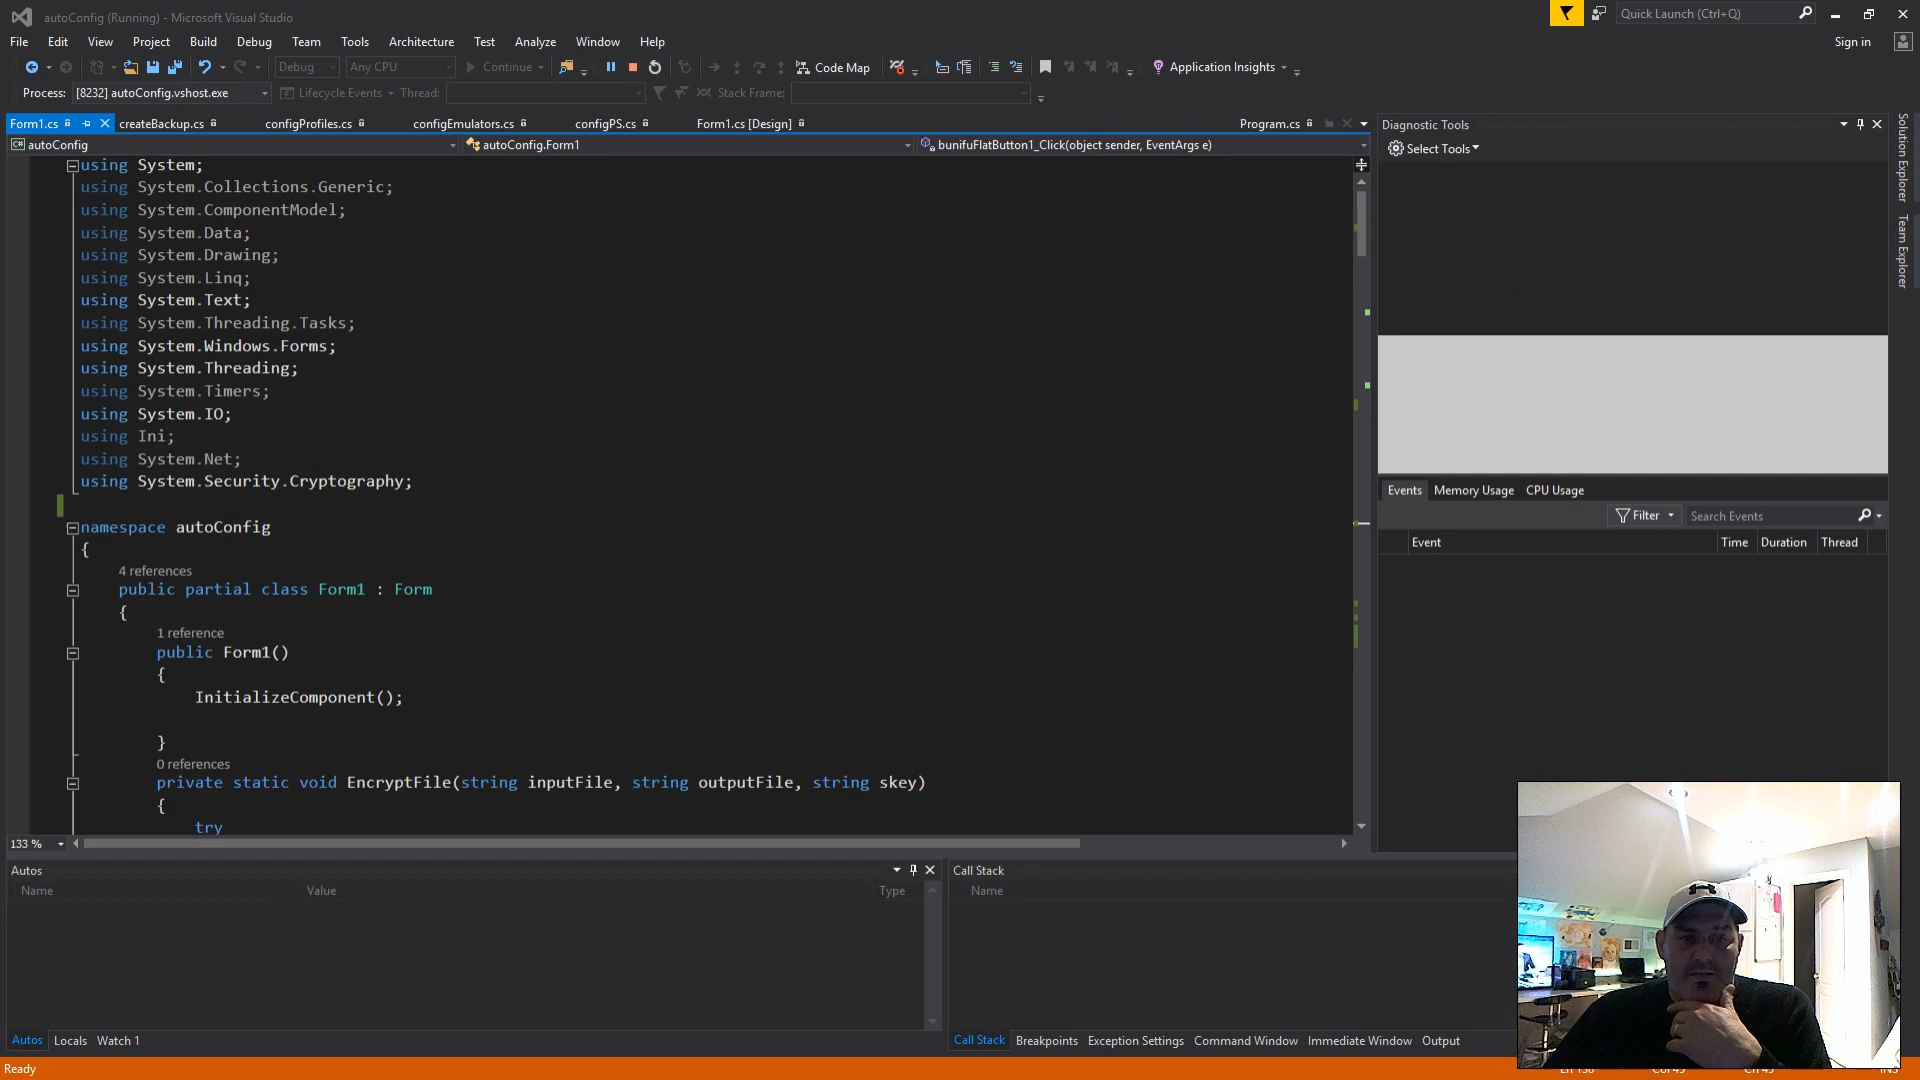 autoConfig (Running) - Microsoft Visual Studio
Quick Launch (Ctrl+Q)
File Edit View Project Build Debug Team Tools Architecture Test Analyze Window Help
Sign in
Debug Any CPU Continue Code Map Application Insights
Process: [8232] autoConfig.vshost.exe Lifecycle Events Thread: Stack Frame:
Form1.cs createBackup.cs configProfiles.cs configEmulators.cs configPS.cs Form1.cs [Design] Program.cs
autoConfig autoConfig.Form1 bunifuFlatButton1_Click(object sender, EventArgs e)
using System;
using System.Collections.Generic;
using System.ComponentModel;
using System.Data;
using System.Drawing;
using System.Linq;
using System.Text;
using System.Threading.Tasks;
using System.Windows.Forms;
using System.Threading;
using System.Timers;
using System.IO;
using Ini;
using System.Net;
using System.Security.Cryptography;
namespace autoConfig
{
4 references
public partial class Form1 : Form
{
1 reference
public Form1()
{
InitializeComponent();
}
0 references
private static void EncryptFile(string inputFile, string outputFile, string skey)
{
try
133 %
Diagnostic Tools
Select Tools
Events Memory Usage CPU Usage
Filter Search Events
Event Time Duration Thread
Solution Explorer
Team Explorer
Autos
Name Value Type
Autos Locals Watch 1
Call Stack
Name
Call Stack Breakpoints Exception Settings Command Window Immediate Window Output
Ready